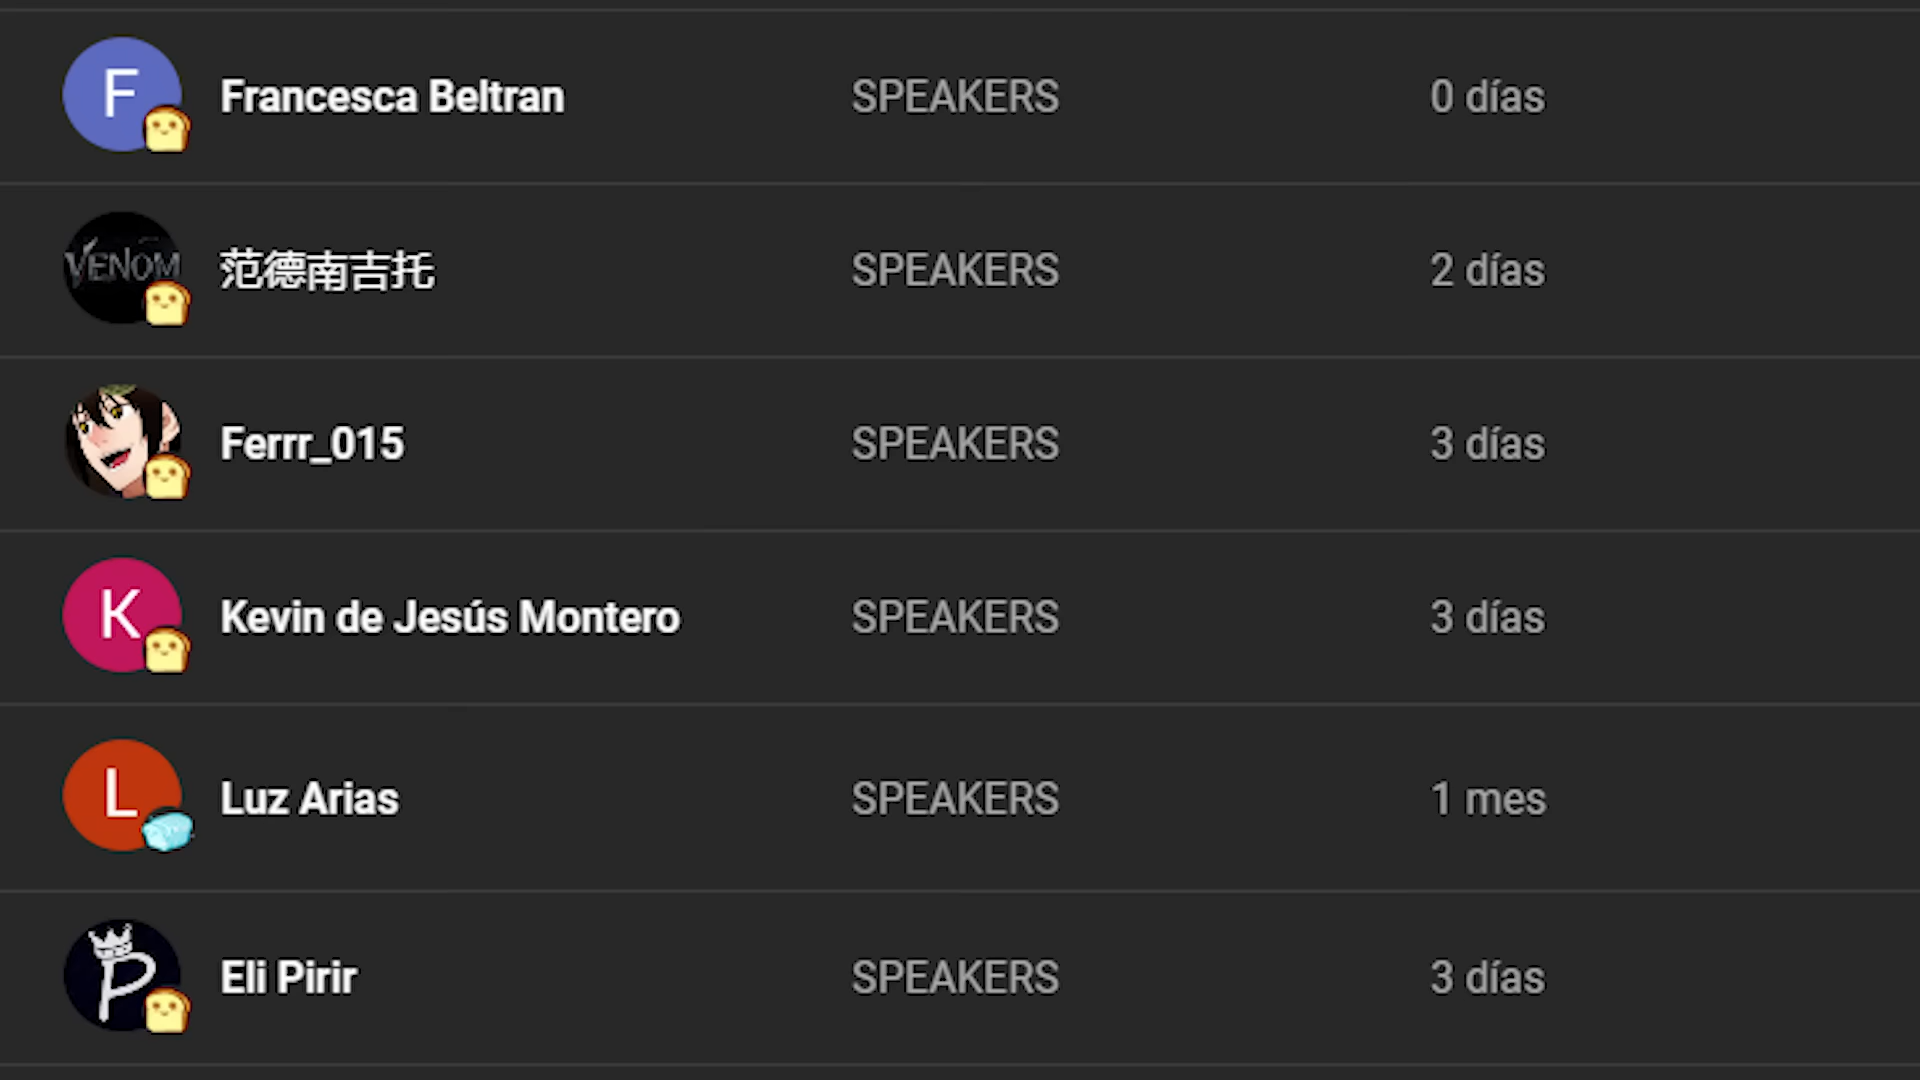 F Francesca Beltran SPEAKERS 0 días
VENOM 范德南吉托 SPEAKERS 2 días
Ferrr_015 SPEAKERS 3 días
K Kevin de Jesús Montero SPEAKERS 3 días
L Luz Arias SPEAKERS 1 mes
P Eli Pirir SPEAKERS 3 días